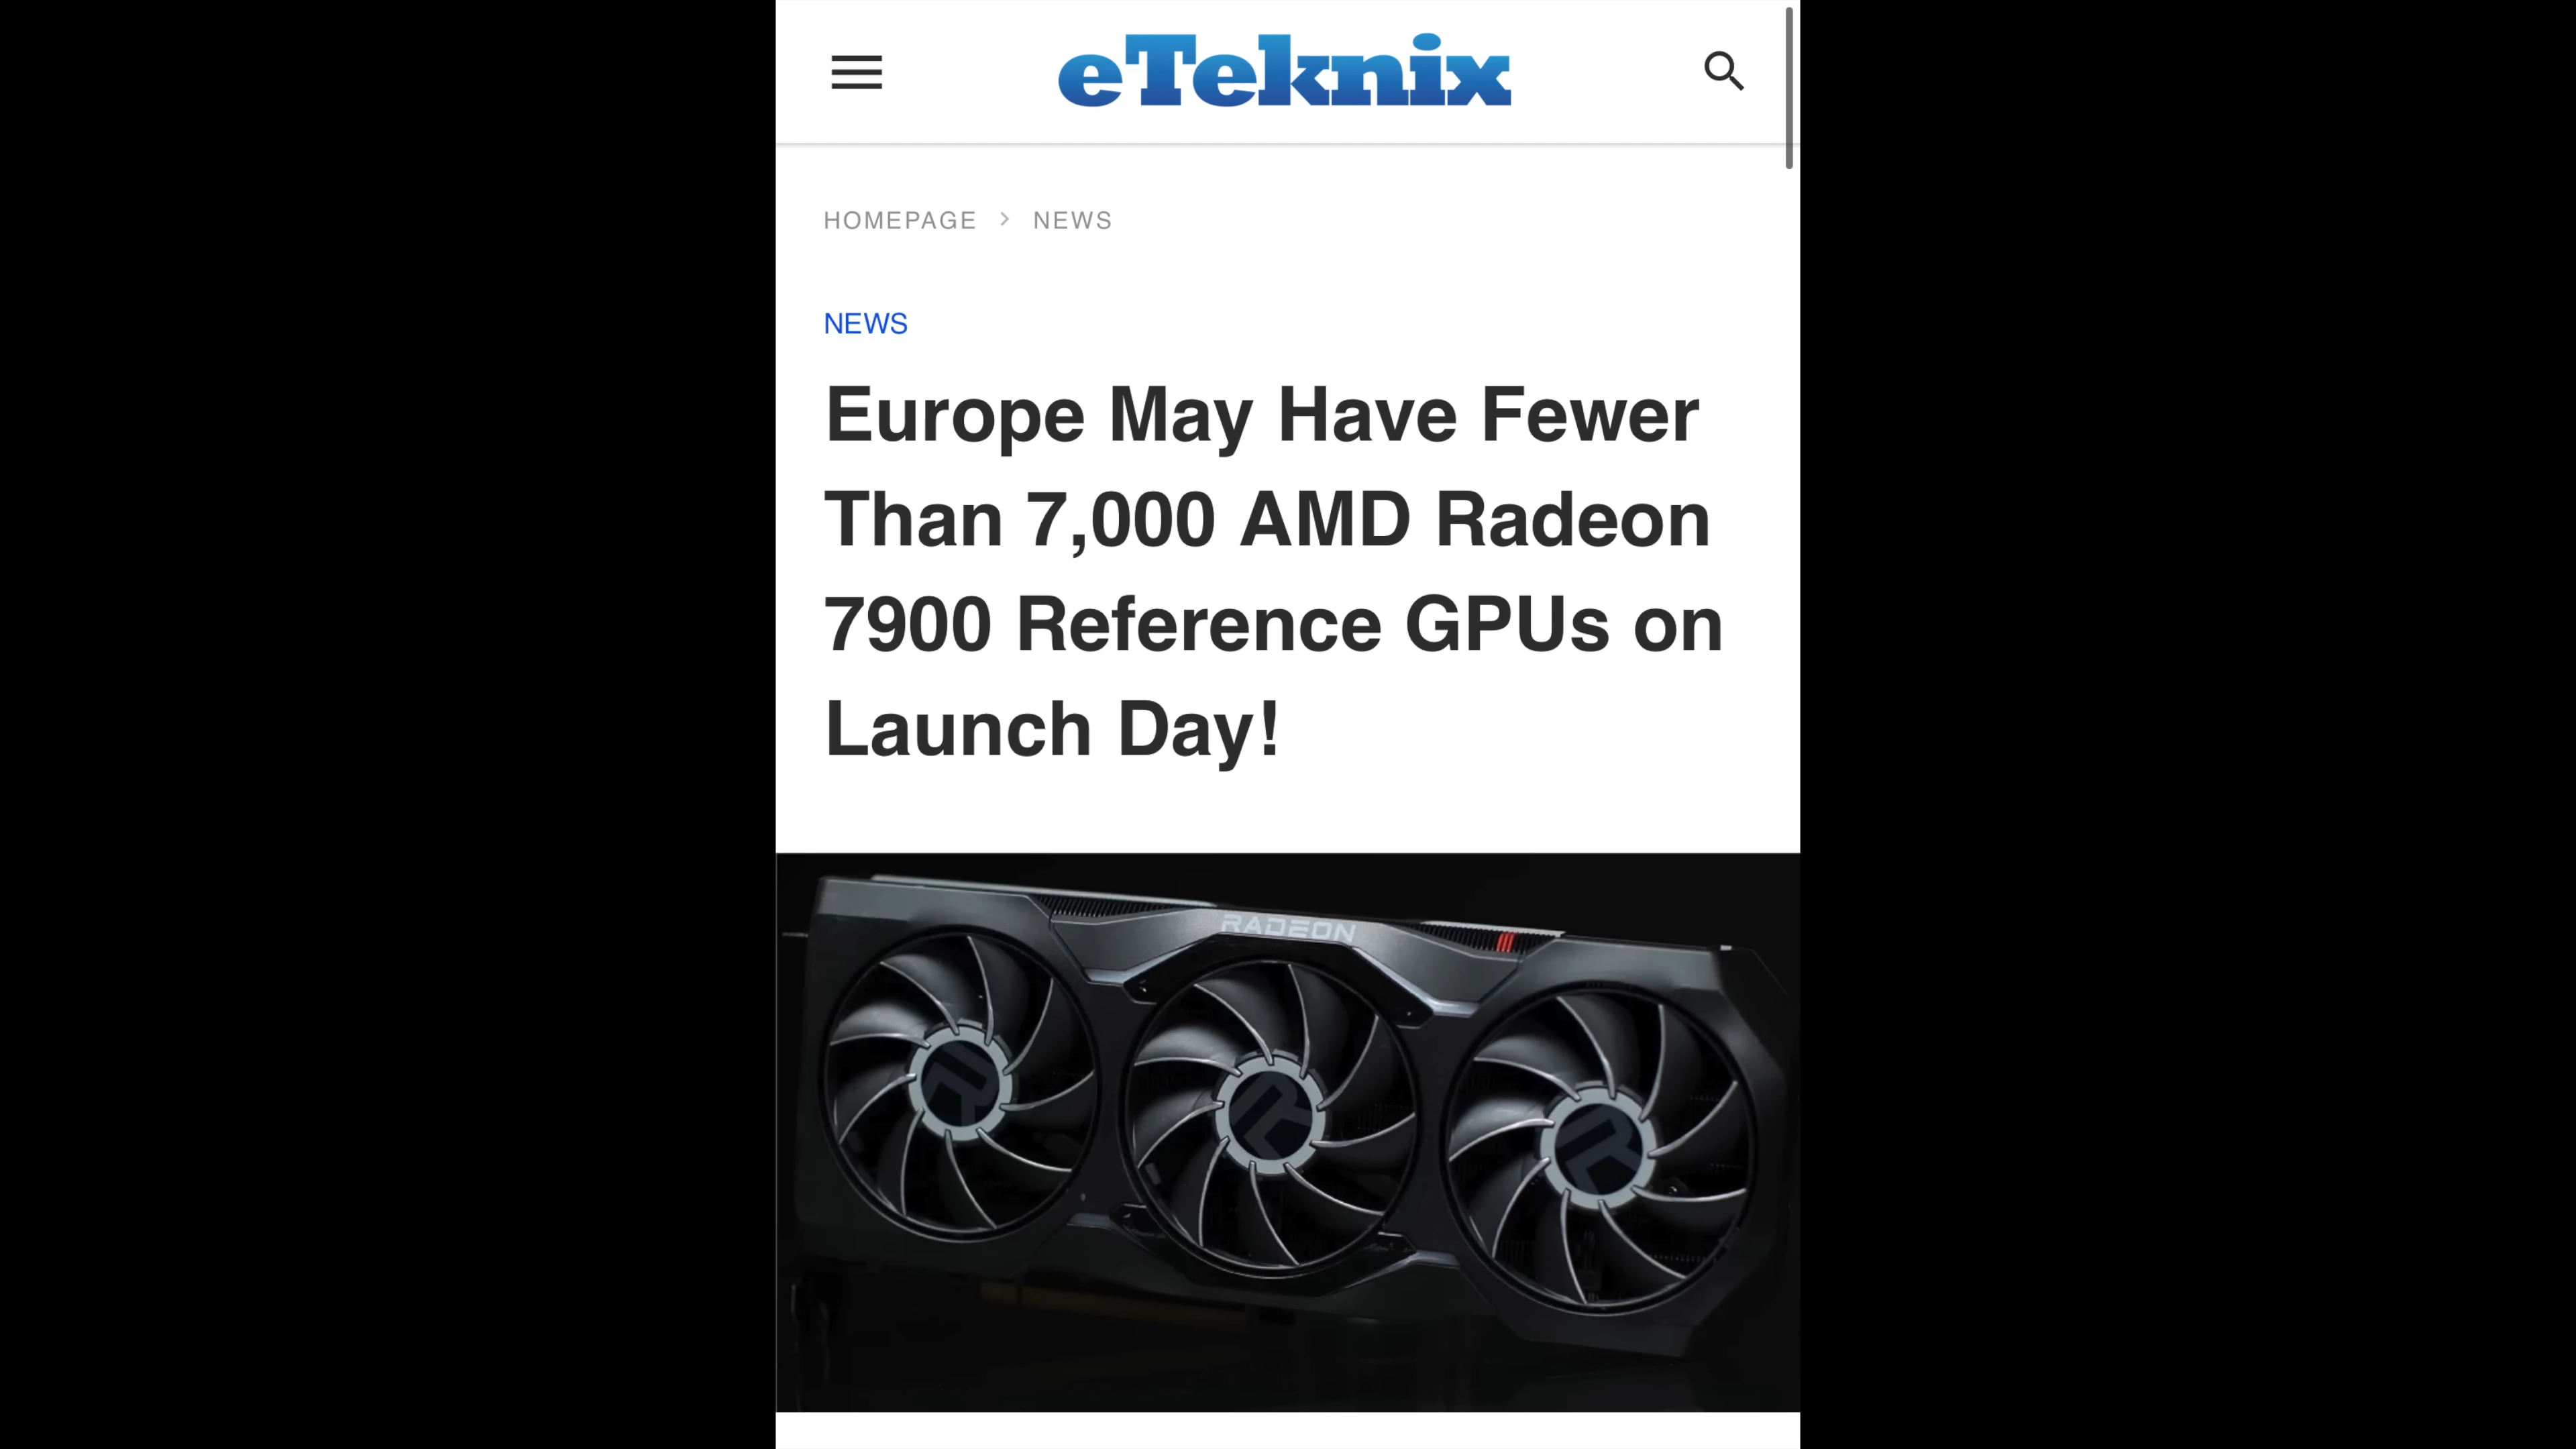 eTeknix
HOMEPAGE > NEWS
NEWS
Europe May Have Fewer
Than 7,000 AMD Radeon
7900 Reference GPUs on
Launch Day!
RADEON